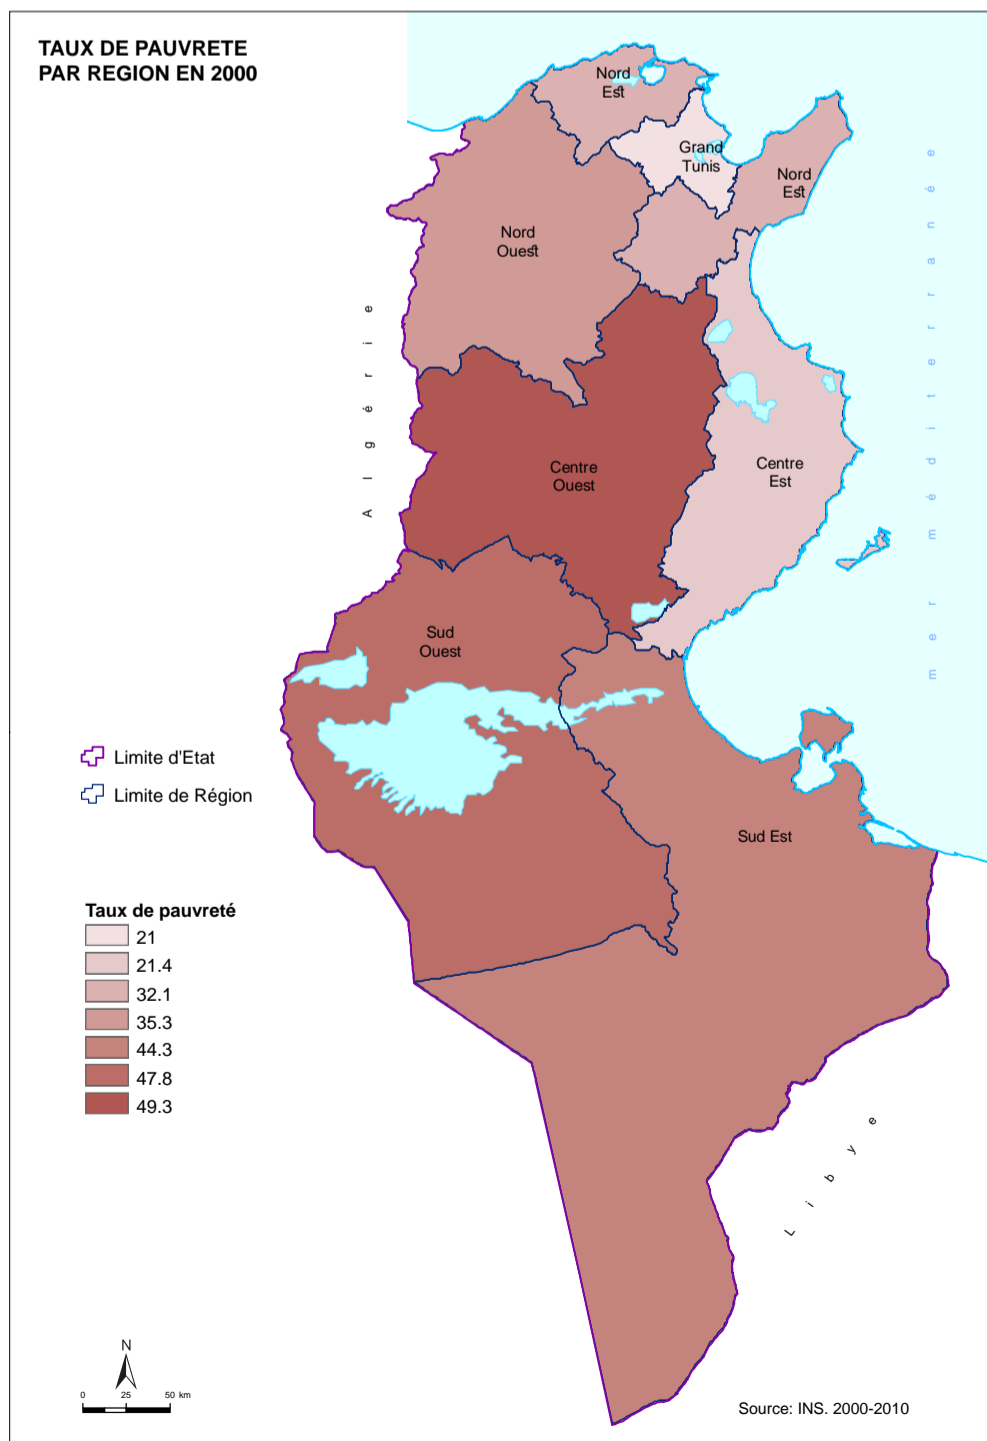 TAUX DE PAUVRETE
PAR REGION EN 2000
Nord
Est
Grand
Tunis
Nord
Est
Nord
Ouest
Algérie
mer méditerranée
Centre
Ouest
Centre
Est
Sud
Ouest
Limite d'Etat
Limite de Région
Sud Est
Taux de pauvreté
21
21.4
32.1
35.3
44.3
47.8
49.3
Libye
N
0 25 50 km
Source: INS. 2000-2010